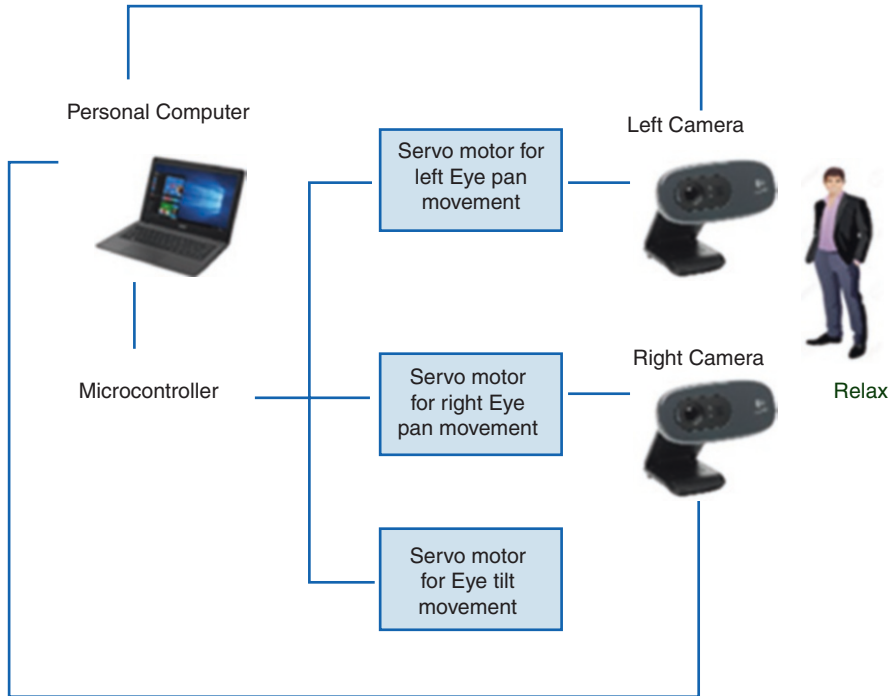 Personal Computer
Left Camera
Servo motor for
left Eye pan
movement
Right Camera
Microcontroller
Servo motor
for right Eye
pan movement
Relax
Servo motor
for Eye tilt
movement